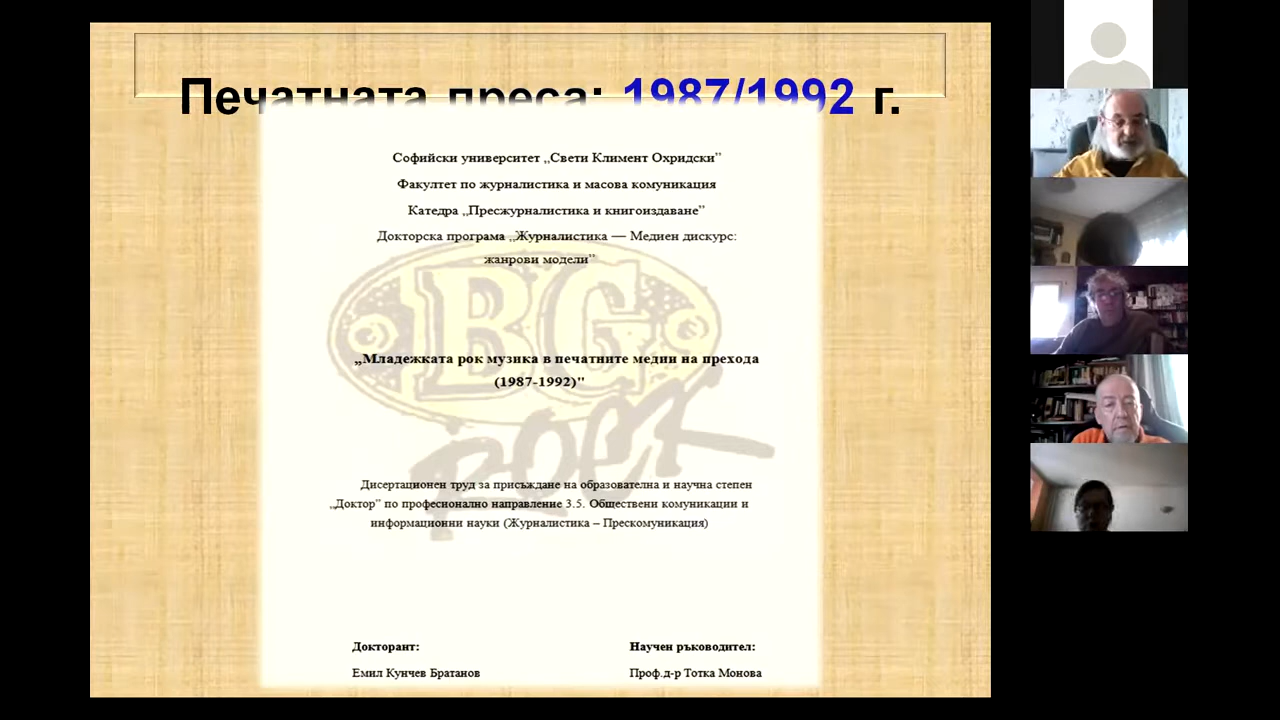 Печатната преса: 1987/1992 г.
Софийски университет „Свети Климент Охридски”
Факултет по журналистика и масова комуникация
Катедра „Пресжурналистика и книгоиздаване”
Докторска програма „Журналистика — Медиен дискурс:
жанрови модели”
BG
РОСК
„Младежката рок музика в печатните медии на прехода
(1987-1992)"
Дисертационен труд за присъждане на образователна и научна степен
„Доктор” по професионално направление 3.5. Обществени комуникации и
информационни науки (Журналистика – Прескомуникация)
Докторант:
Научен ръководител:
Емил Кунчев Братанов
Проф.д-р Тотка Монова